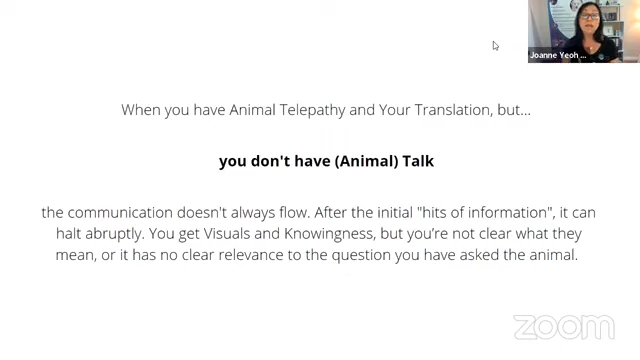 Joanne Yeoh ...
When you have Animal Telepathy and Your Translation, but...
you don't have (Animal) Talk
the communication doesn't always flow. After the initial "hits of information", it can
halt abruptly. You get Visuals and Knowingness, but you're not clear what they
mean, or it has no clear relevance to the question you have asked the animal.
zoom